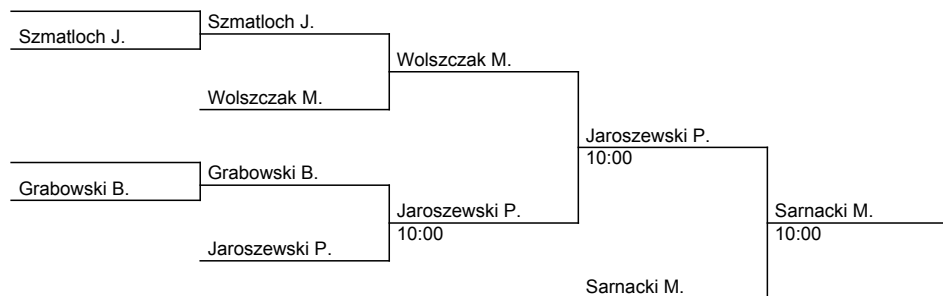 Szmatloch J.
Szmatloch J.
Wolszczak M.
Wolszczak M.
Jaroszewski P.
10:00
Grabowski B.
Grabowski B.
Jaroszewski P.
10:00
Sarnacki M.
10:00
Jaroszewski P.
Sarnacki M.